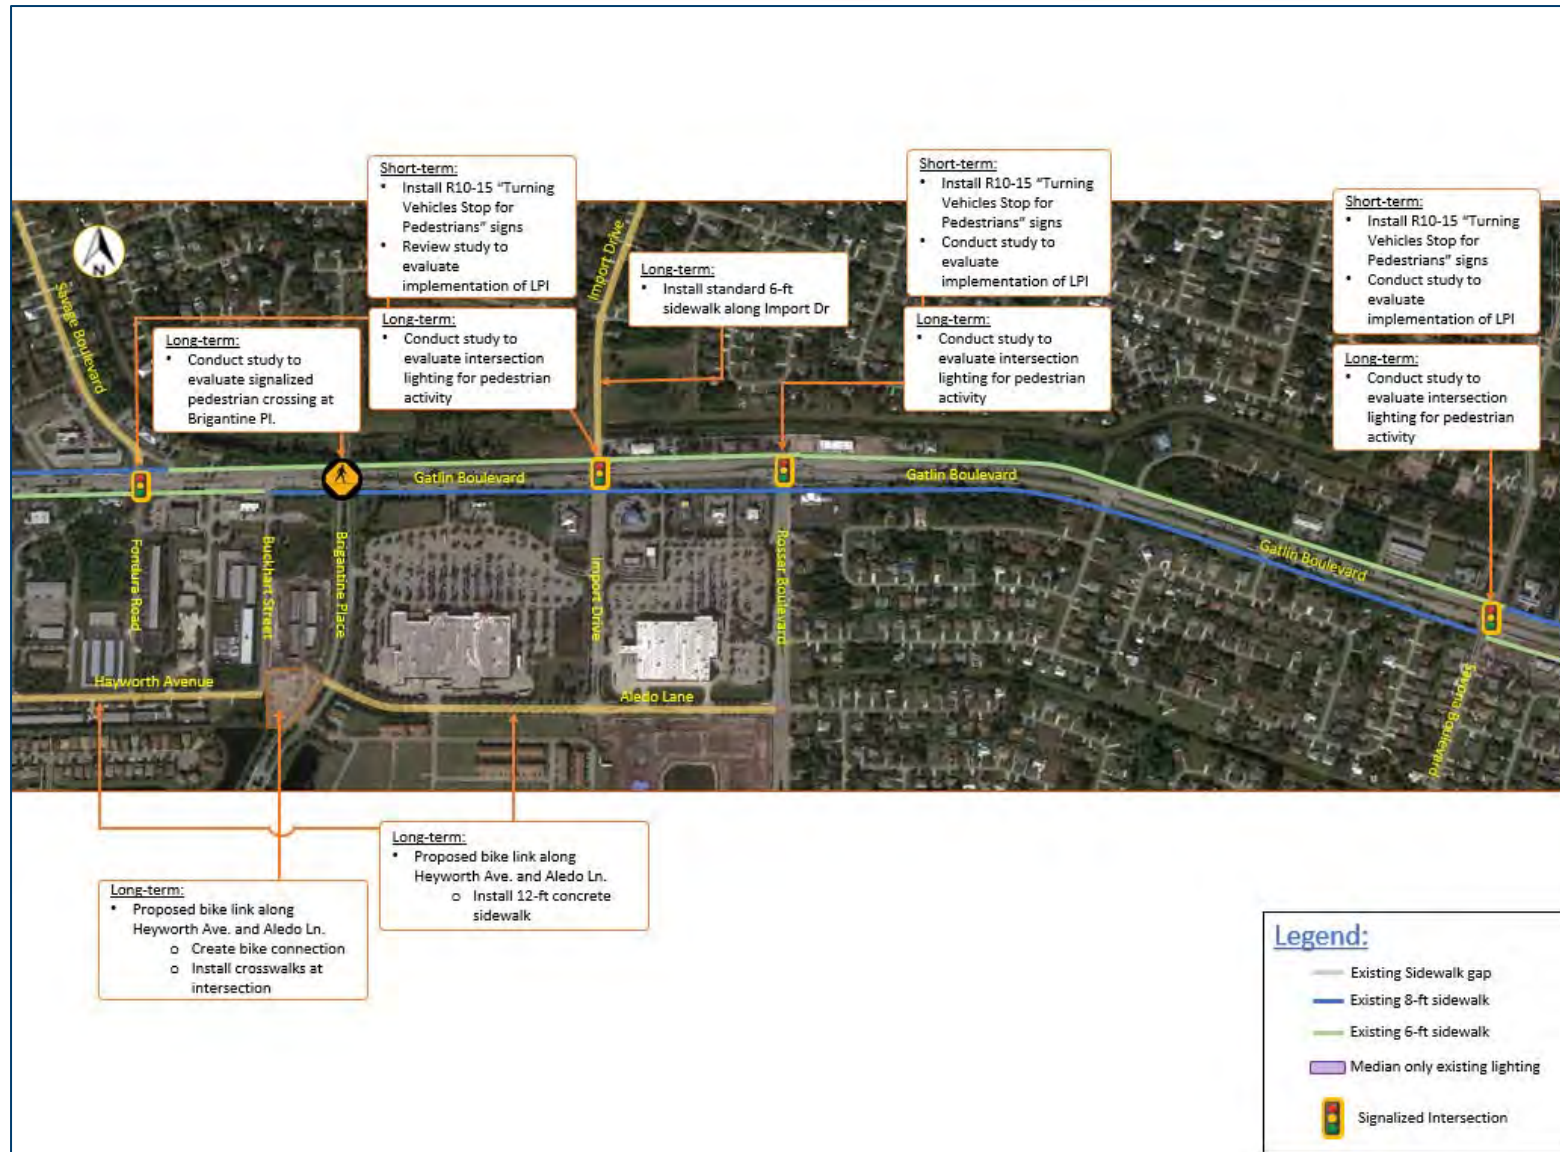 Short-term:
• Install R10-15 “Turning
Vehicles Stop for
Pedestrians” signs
• Review study to
evaluate
implementation of LPI
Short-term:
• Install R10-15 “Turning
Vehicles Stop for
Pedestrians” signs
• Conduct study to
evaluate
implementation of LPI
Short-term:
• Install R10-15 “Turning
Vehicles Stop for
Pedestrians” signs
• Conduct study to
evaluate
implementation of LPI
N
Savage Boulevard
Import Drive
Long-term:
• Install standard 6-ft
sidewalk along Import Dr
Long-term:
• Conduct study to
evaluate signalized
pedestrian crossing at
Brigantine Pl.
Long-term:
• Conduct study to
evaluate intersection
lighting for pedestrian
activity
Long-term:
• Conduct study to
evaluate intersection
lighting for pedestrian
activity
Long-term:
• Conduct study to
evaluate intersection
lighting for pedestrian
activity
Gatlin Boulevard
Gatlin Boulevard
Gatlin Boulevard
Fondura Road
Buckhart Street
Brigantine Place
Import Drive
Rosser Boulevard
Savona Boulevard
Hayworth Avenue
Aledo Lane
Long-term:
• Proposed bike link along
Heyworth Ave. and Aledo Ln.
o Install 12-ft concrete
sidewalk
Long-term:
• Proposed bike link along
Heyworth Ave. and Aledo Ln.
o Create bike connection
o Install crosswalks at
intersection
Legend:
Existing Sidewalk gap
Existing 8-ft sidewalk
Existing 6-ft sidewalk
Median only existing lighting
Signalized Intersection